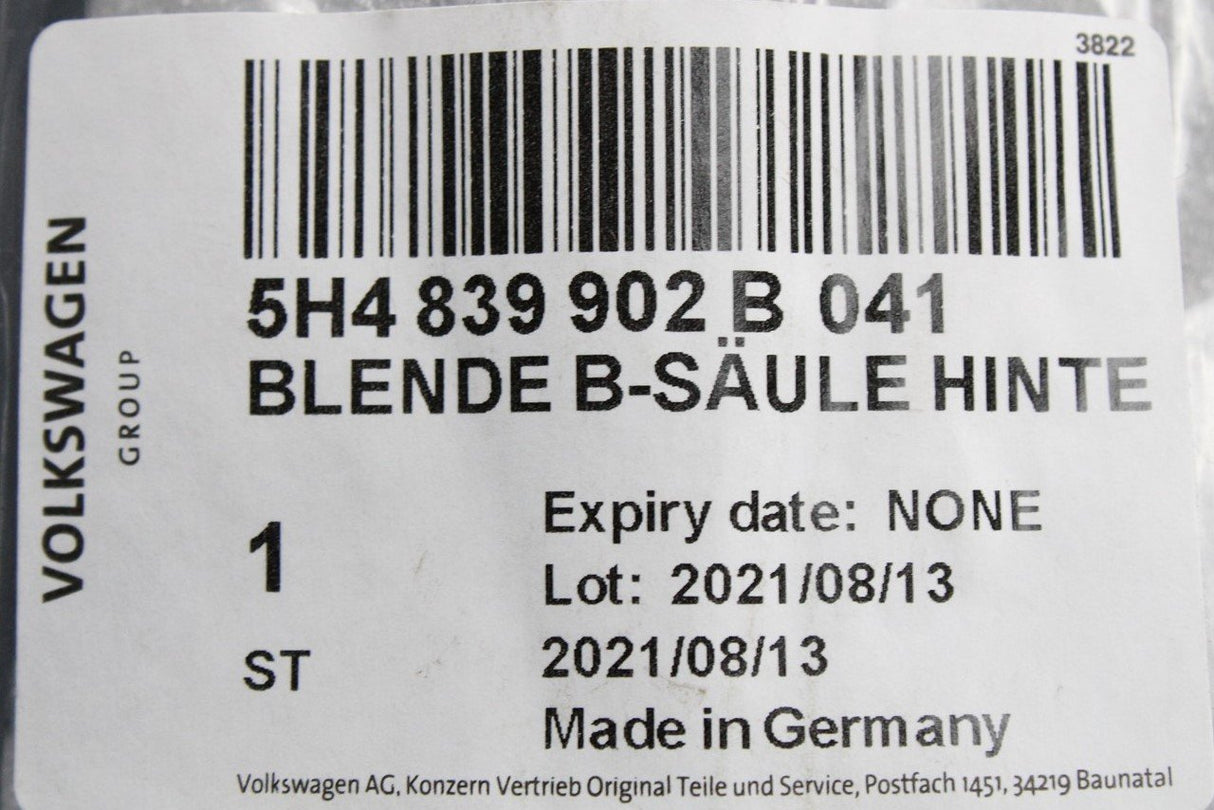 3822
5H4 839 902 B 041
BLENDE B-SÄULE HINTE
VOLKSWAGEN
GROUP
1
ST
Expiry date: NONE
Lot: 2021/08/13
2021/08/13
Made in Germany
Volkswagen AG, Konzern Vertrieb Original Teile und Service, Postfach 1451, 34219 Baunatal